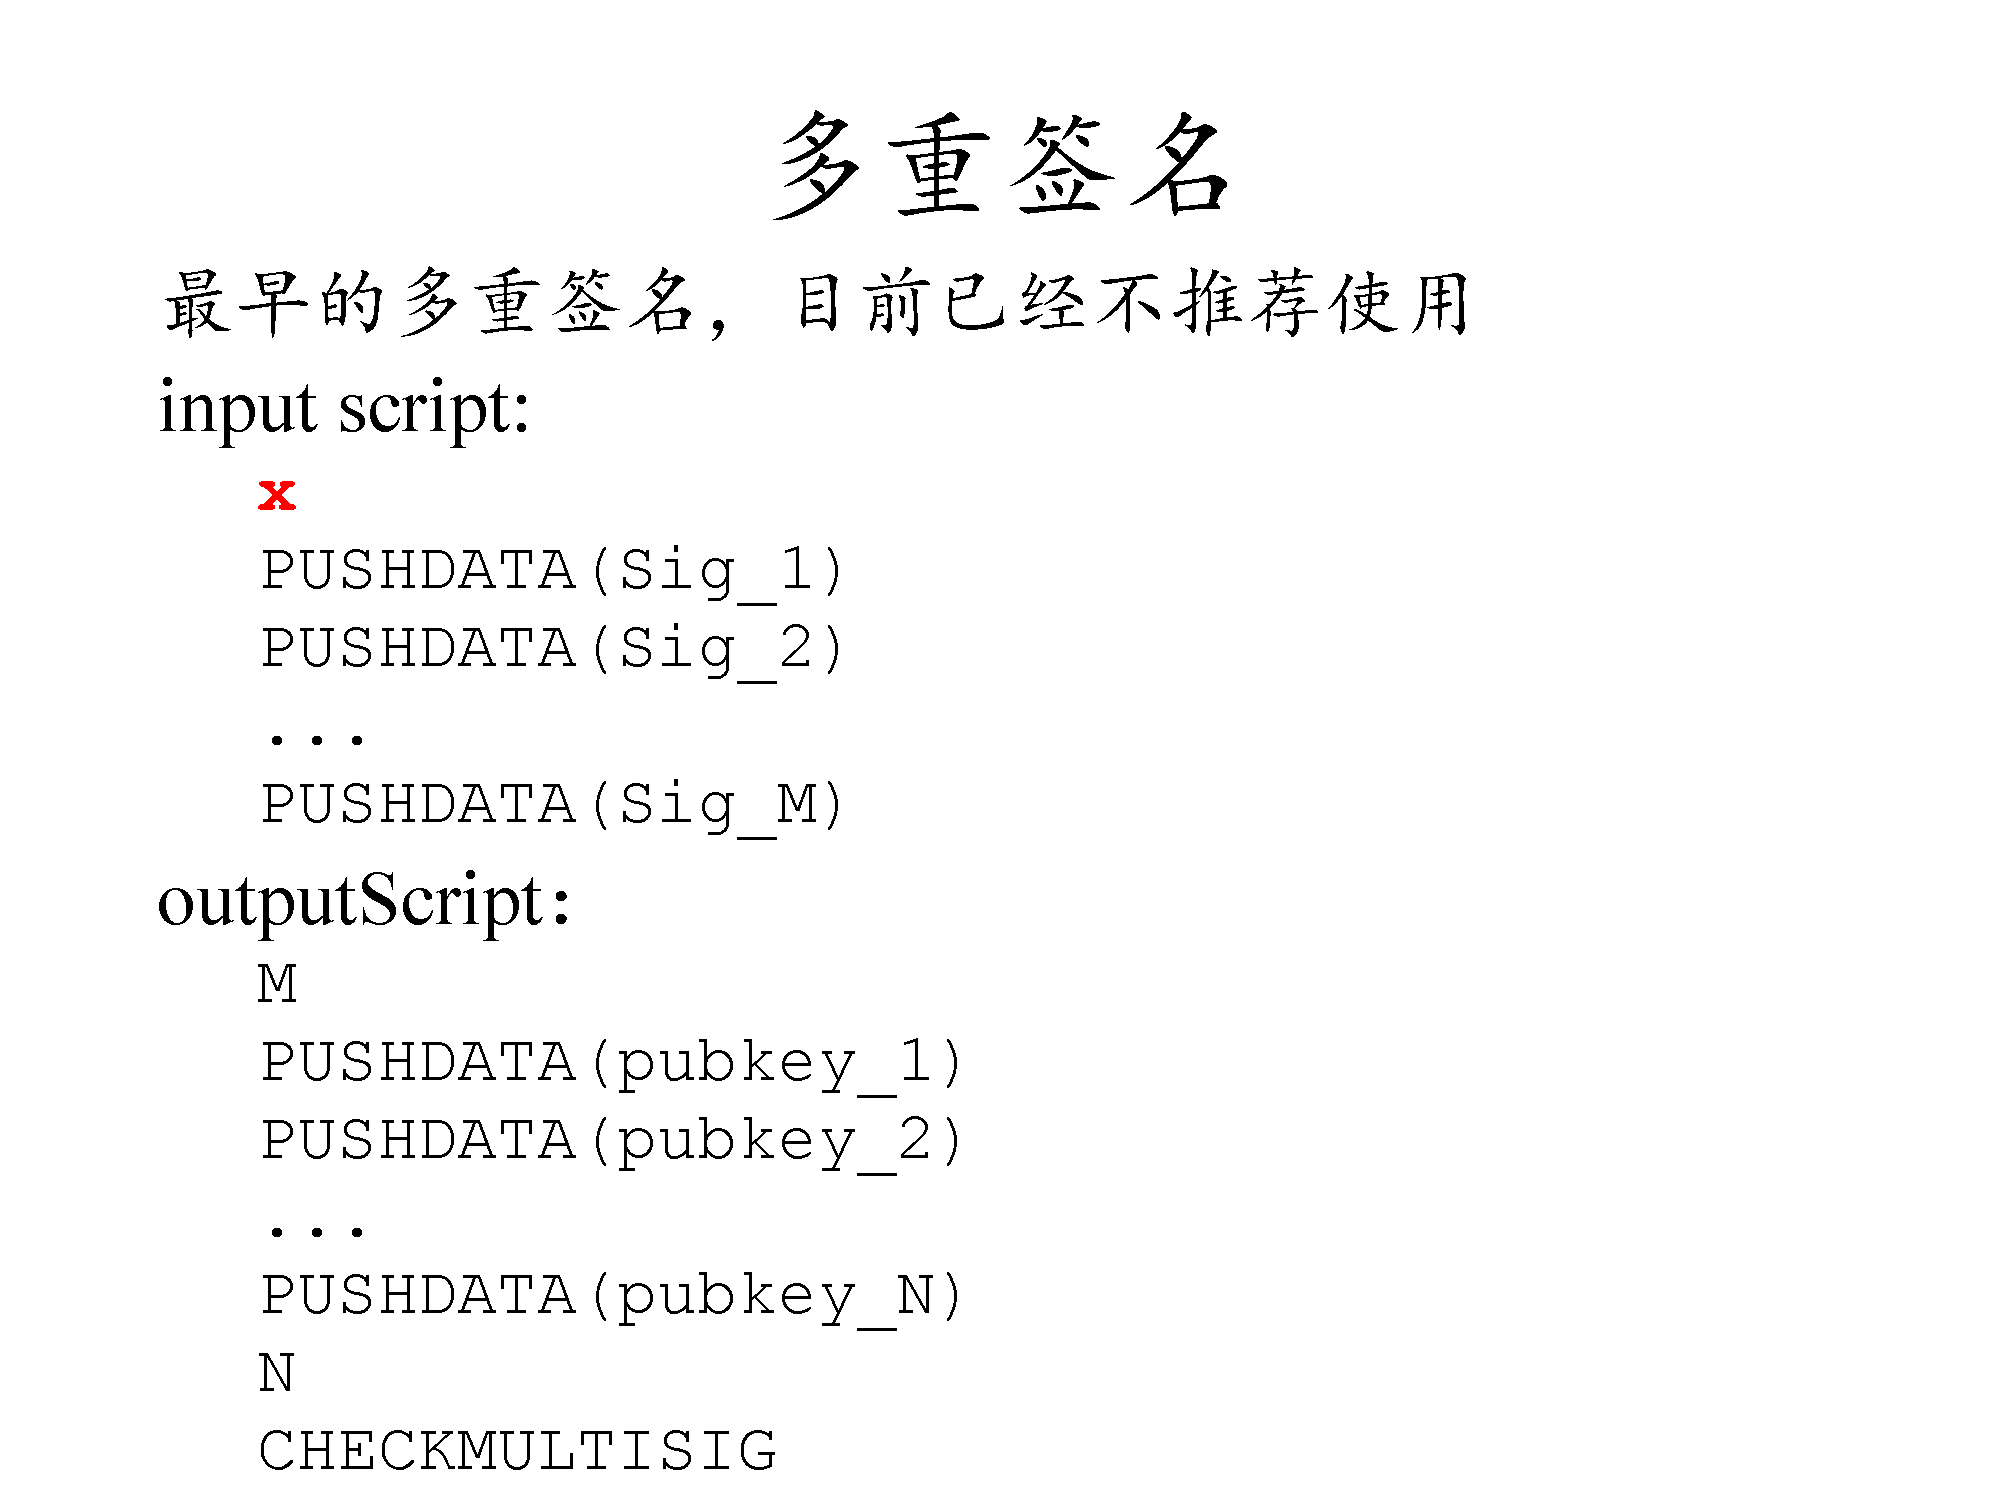 多重签名
最早的多重签名，目前已经不推荐使用
input script:
x
PUSHDATA(Sig_1)
PUSHDATA(Sig_2)
...
PUSHDATA(Sig_M)
outputScript：
M
PUSHDATA(pubkey_1)
PUSHDATA(pubkey_2)
...
PUSHDATA(pubkey_N)
N
CHECKMULTISIG